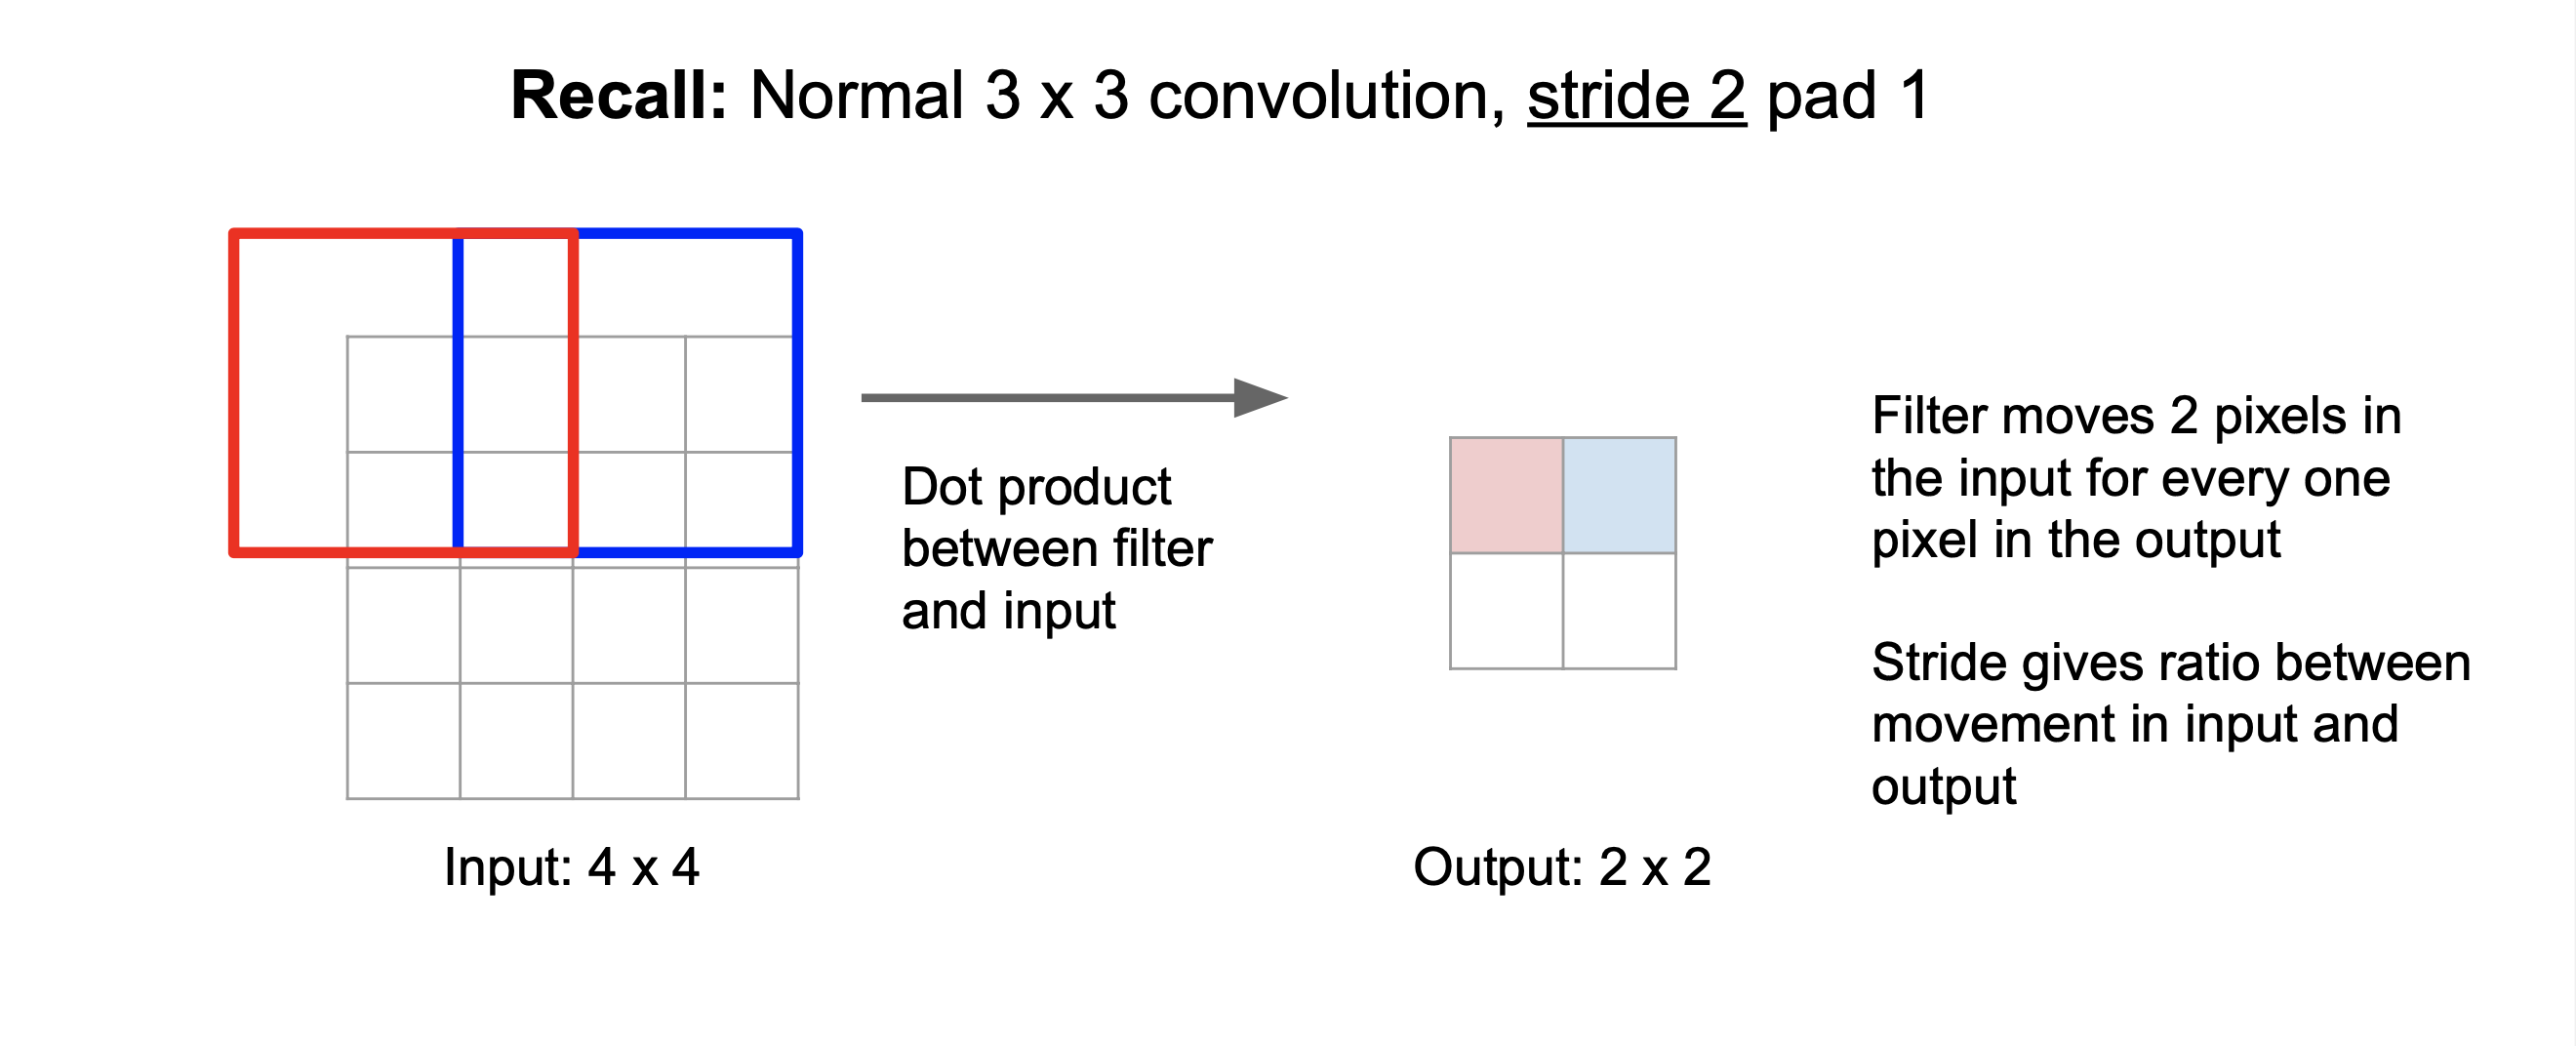 Recall: Normal 3 x 3 convolution, stride 2 pad 1
Dot product
between filter
and input
Filter moves 2 pixels in
the input for every one
pixel in the output
Stride gives ratio between
movement in input and
output
Input: 4 x 4
Output: 2 x 2